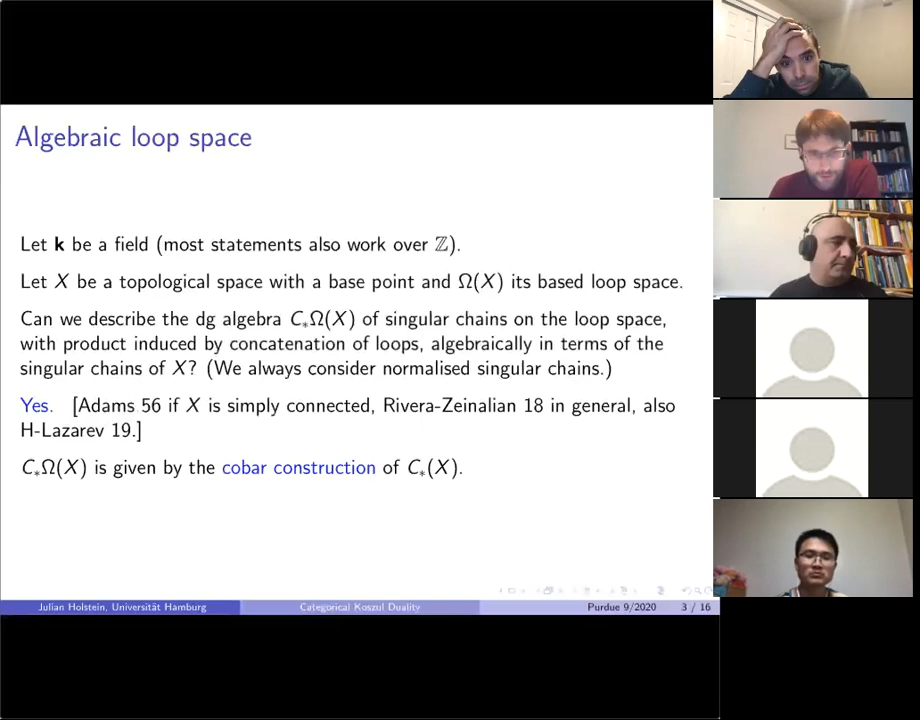 Algebraic loop space
Let k be a field (most statements also work over ℤ).
Let X be a topological space with a base point and Ω(X) its based loop space.
Can we describe the dg algebra C∗Ω(X) of singular chains on the loop space,
with product induced by concatenation of loops, algebraically in terms of the
singular chains of X? (We always consider normalised singular chains.)
Yes. [Adams 56 if X is simply connected, Rivera-Zeinalian 18 in general, also
H-Lazarev 19.]
C∗Ω(X) is given by the cobar construction of C∗(X).
Julian Holstein, Universität Hamburg
Categorical Koszul Duality
Purdue 9/2020 3 / 16